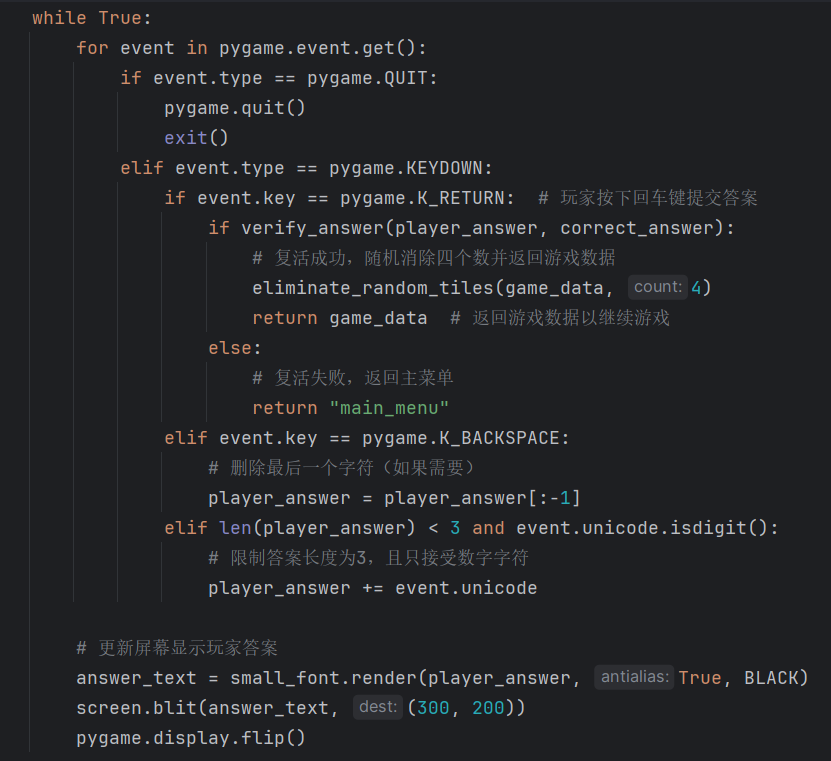 while True:
    for event in pygame.event.get():
        if event.type == pygame.QUIT:
            pygame.quit()
            exit()
        elif event.type == pygame.KEYDOWN:
            if event.key == pygame.K_RETURN:  # 玩家按下回车键提交答案
                if verify_answer(player_answer, correct_answer):
                    # 复活成功，随机消除四个数并返回游戏数据
                    eliminate_random_tiles(game_data, count: 4)
                    return game_data  # 返回游戏数据以继续游戏
                else:
                    # 复活失败，返回主菜单
                    return "main_menu"
            elif event.key == pygame.K_BACKSPACE:
                # 删除最后一个字符（如果需要）
                player_answer = player_answer[:-1]
            elif len(player_answer) < 3 and event.unicode.isdigit():
                # 限制答案长度为3，且只接受数字字符
                player_answer += event.unicode
    # 更新屏幕显示玩家答案
    answer_text = small_font.render(player_answer, antialias: True, BLACK)
    screen.blit(answer_text, dest: (300, 200))
    pygame.display.flip()